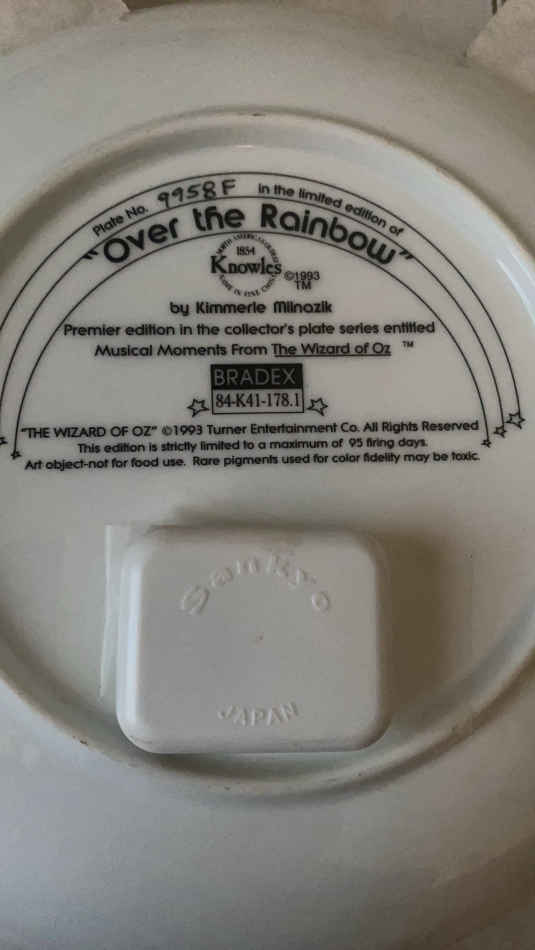 Plate No. 9958F in the limited edition of
"Over the Rainbow"
1854
Knowles ©1993
TM
MADE IN FINE CHINA
by Kimmerle Milnazik
Premier edition in the collector's plate series entitled
Musical Moments From The Wizard of Oz ™
BRADEX
84-K41-178.1
"THE WIZARD OF OZ" ©1993 Turner Entertainment Co. All Rights Reserved
This edition is strictly limited to a maximum of 95 firing days.
Art object-not for food use. Rare pigments used for color fidelity may be toxic.
Sankyo
JAPAN